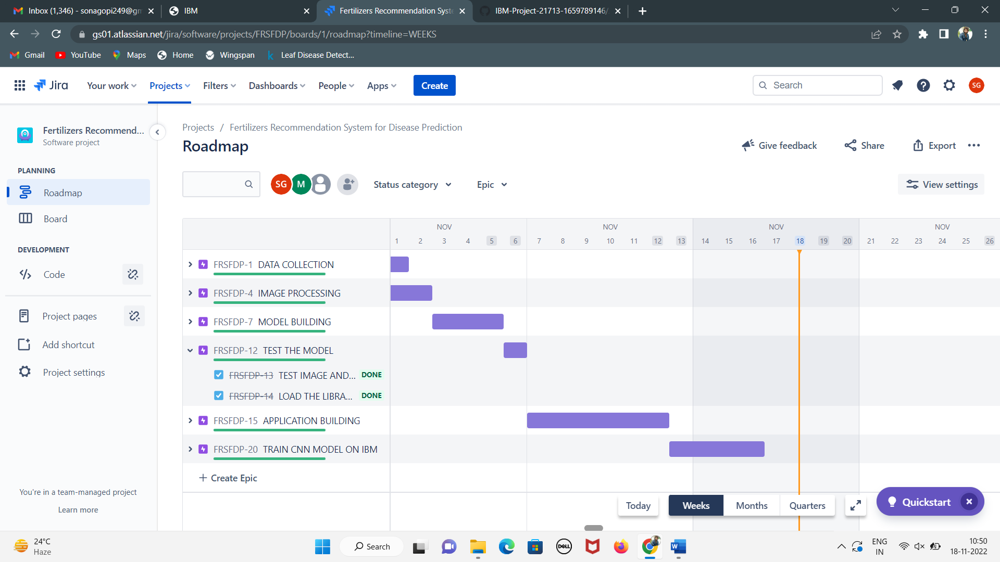 Inbox (1,346) - sonagopi249@gm
IBM
Fertilizers Recommendation Syste
IBM-Project-21713-1659789146/
gs01.atlassian.net/jira/software/projects/FRSFDP/boards/1/roadmap?timeline=WEEKS
Gmail
YouTube
Maps
Home
Wingspan
k Leaf Disease Detect...
Jira
Your work
Projects
Filters
Dashboards
People
Apps
Create
Search
SG
Fertilizers Recommend...
Software project
Projects / Fertilizers Recommendation System for Disease Prediction
Roadmap
Give feedback
Share
Export
PLANNING
Roadmap
Board
DEVELOPMENT
Code
Project pages
Add shortcut
Project settings
You're in a team-managed project
Learn more
SG M
Status category
Epic
View settings
NOV NOV NOV NOV
1 2 3 4 5 6 7 8 9 10 11 12 13 14 15 16 17 18 19 20 21 22 23 24 25 26
FRSFDP-1 DATA COLLECTION
FRSFDP-4 IMAGE PROCESSING
FRSFDP-7 MODEL BUILDING
FRSFDP-12 TEST THE MODEL
FRSFDP-13 TEST IMAGE AND... DONE
FRSFDP-14 LOAD THE LIBRA... DONE
FRSFDP-15 APPLICATION BUILDING
FRSFDP-20 TRAIN CNN MODEL ON IBM
+ Create Epic
Today
Weeks
Months
Quarters
Quickstart
24°C
Haze
Search
DELL
W
ENG
IN
10:50
18-11-2022